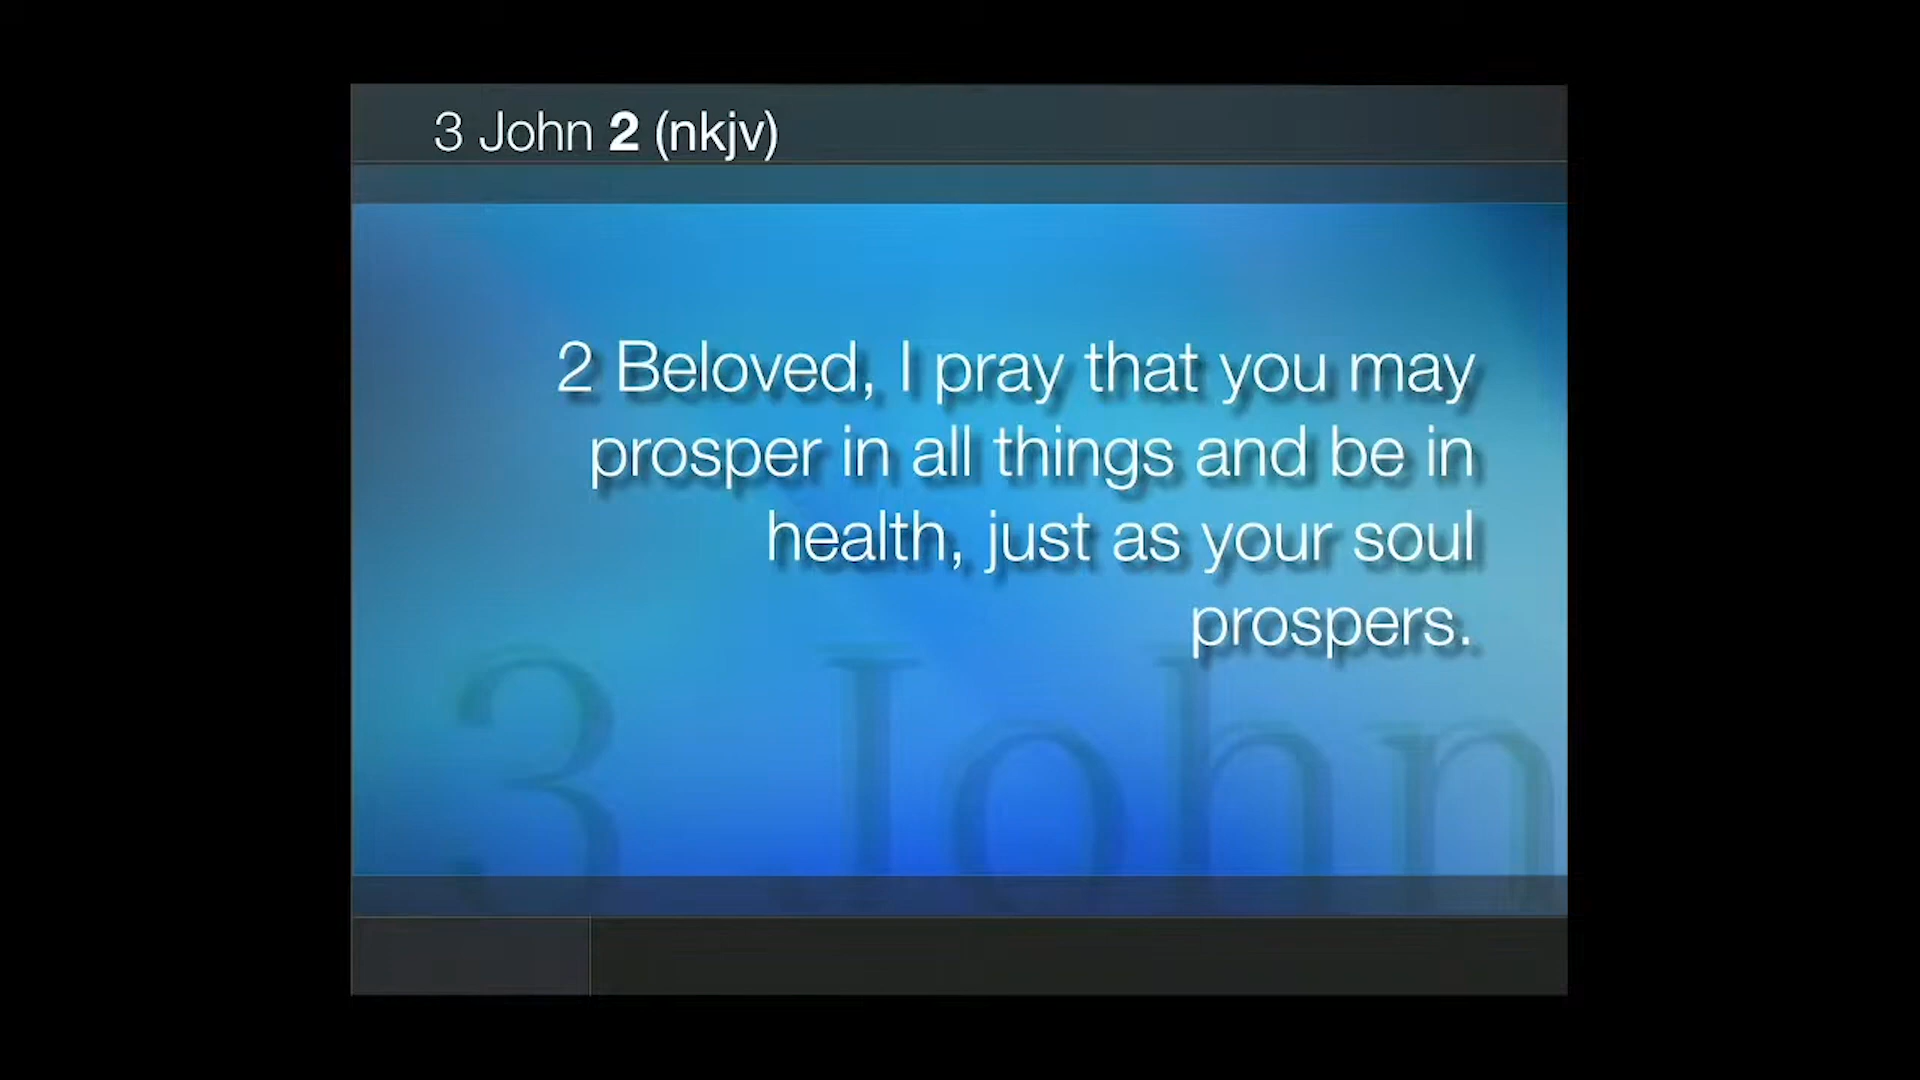 3 John 2 (nkjv)
2 Beloved, I pray that you may
prosper in all things and be in
health, just as your soul
prospers.
3 John